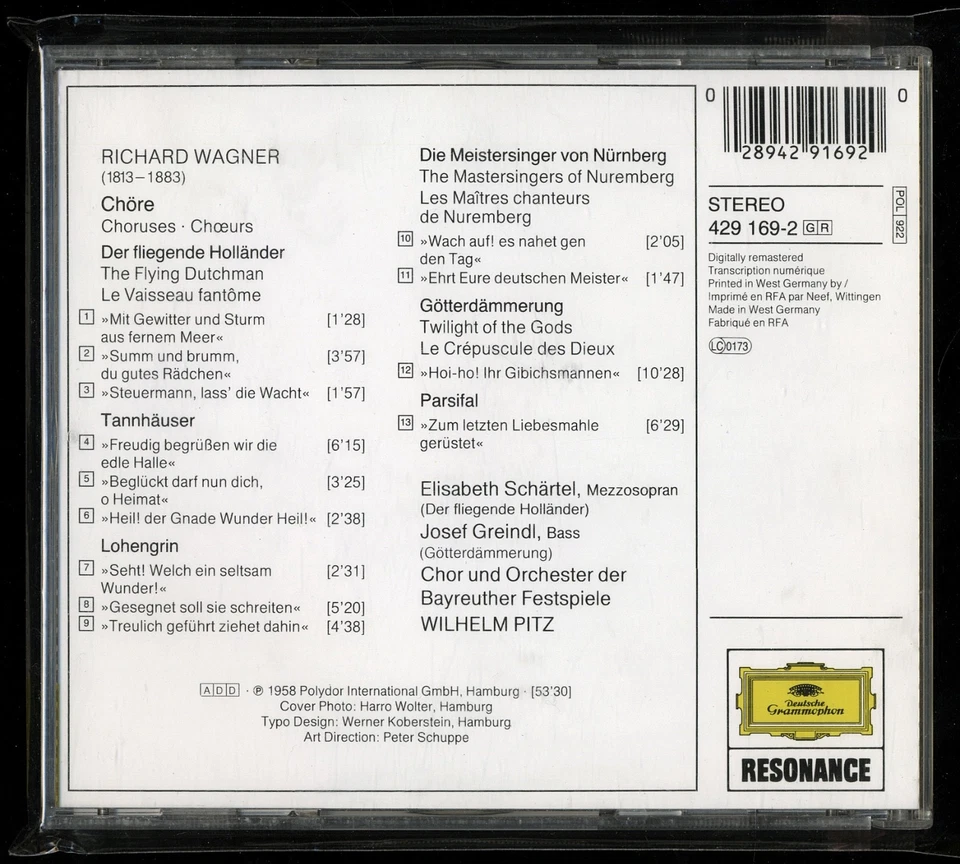 RICHARD WAGNER
(1813–1883)
Chöre
Choruses · Chœurs
Der fliegende Holländer
The Flying Dutchman
Le Vaisseau fantôme
1 »Mit Gewitter und Sturm [1'28]
aus fernem Meer«
2 »Summ und brumm, [3'57]
du gutes Rädchen«
3 »Steuermann, lass' die Wacht« [1'57]
Tannhäuser
4 »Freudig begrüßen wir die [6'15]
edle Halle«
5 »Beglückt darf nun dich, [3'25]
o Heimat«
6 »Heil! der Gnade Wunder Heil!« [2'38]
Lohengrin
7 »Seht! Welch ein seltsam [2'31]
Wunder!«
8 »Gesegnet soll sie schreiten« [5'20]
9 »Treulich geführt ziehet dahin« [4'38]
Die Meistersinger von Nürnberg
The Mastersingers of Nuremberg
Les Maîtres chanteurs
de Nuremberg
10 »Wach auf! es nahet gen [2'05]
den Tag«
11 »Ehrt Eure deutschen Meister« [1'47]
Götterdämmerung
Twilight of the Gods
Le Crépuscule des Dieux
12 »Hoi-ho! Ihr Gibichsmannen« [10'28]
Parsifal
13 »Zum letzten Liebesmahle [6'29]
gerüstet«
Elisabeth Schärtel, Mezzosopran
(Der fliegende Holländer)
Josef Greindl, Bass
(Götterdämmerung)
Chor und Orchester der
Bayreuther Festspiele
WILHELM PITZ
ADD · ℗ 1958 Polydor International GmbH, Hamburg · [53'30]
Cover Photo: Harro Wolter, Hamburg
Typo Design: Werner Koberstein, Hamburg
Art Direction: Peter Schuppe
0 28942 91692 0
STEREO
429 169-2 GR
POL 922
Digitally remastered
Transcription numérique
Printed in West Germany by /
Imprimé en RFA par Neef, Wittingen
Made in West Germany
Fabriqué en RFA
LC 0173
Deutsche
Grammophon
RESONANCE